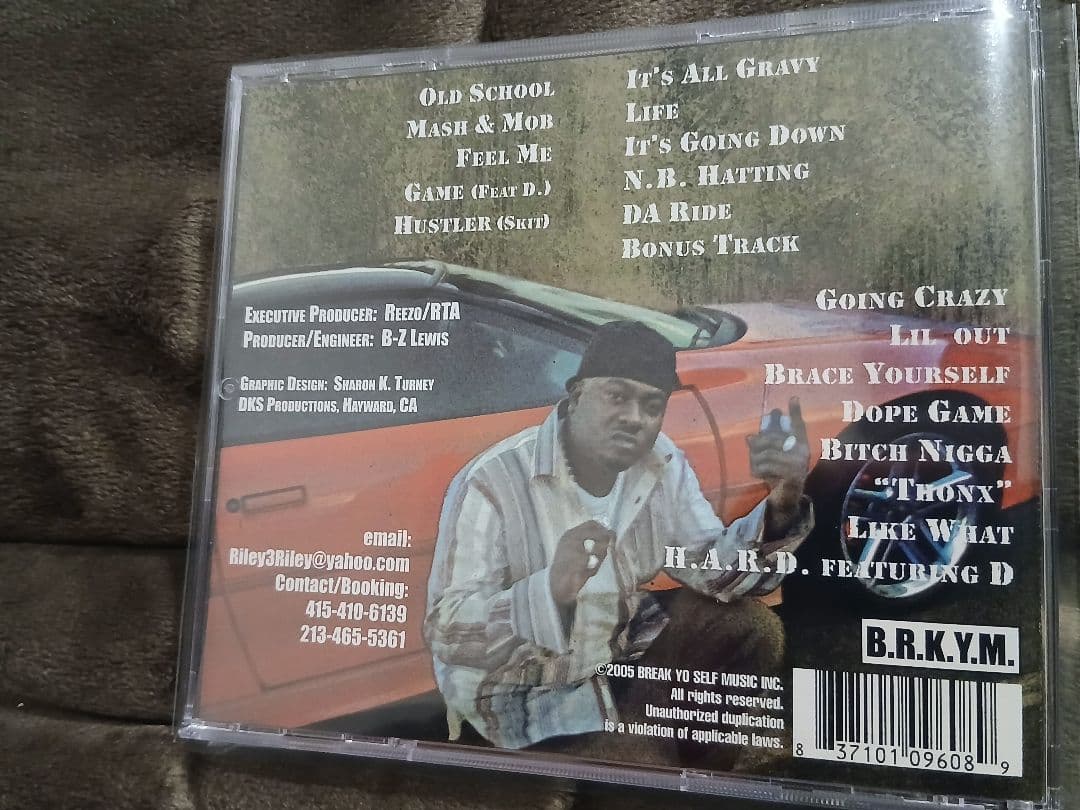 Old School
Mash & Mob
Feel Me
Game (Feat D.)
Hustler (Skit)
It's All Gravy
Life
It's Going Down
N.B. Hatting
Da Ride
Bonus Track
Going Crazy
Lil out
Brace Yourself
Dope Game
Bitch Nigga
“Thonx”
Like What
H.A.R.D. featuring D
Executive Producer: Reezo/RTA
Producer/Engineer: B-Z Lewis
Graphic Design: Sharon K. Turney
DKS Productions, Hayward, CA
email:
Riley3Riley@yahoo.com
Contact/Booking:
415-410-6139
213-465-5361
B.R.K.Y.M.
©2005 BREAK YO SELF MUSIC INC.
All rights reserved.
Unauthorized duplication
is a violation of applicable laws.
8 37101 09608 9